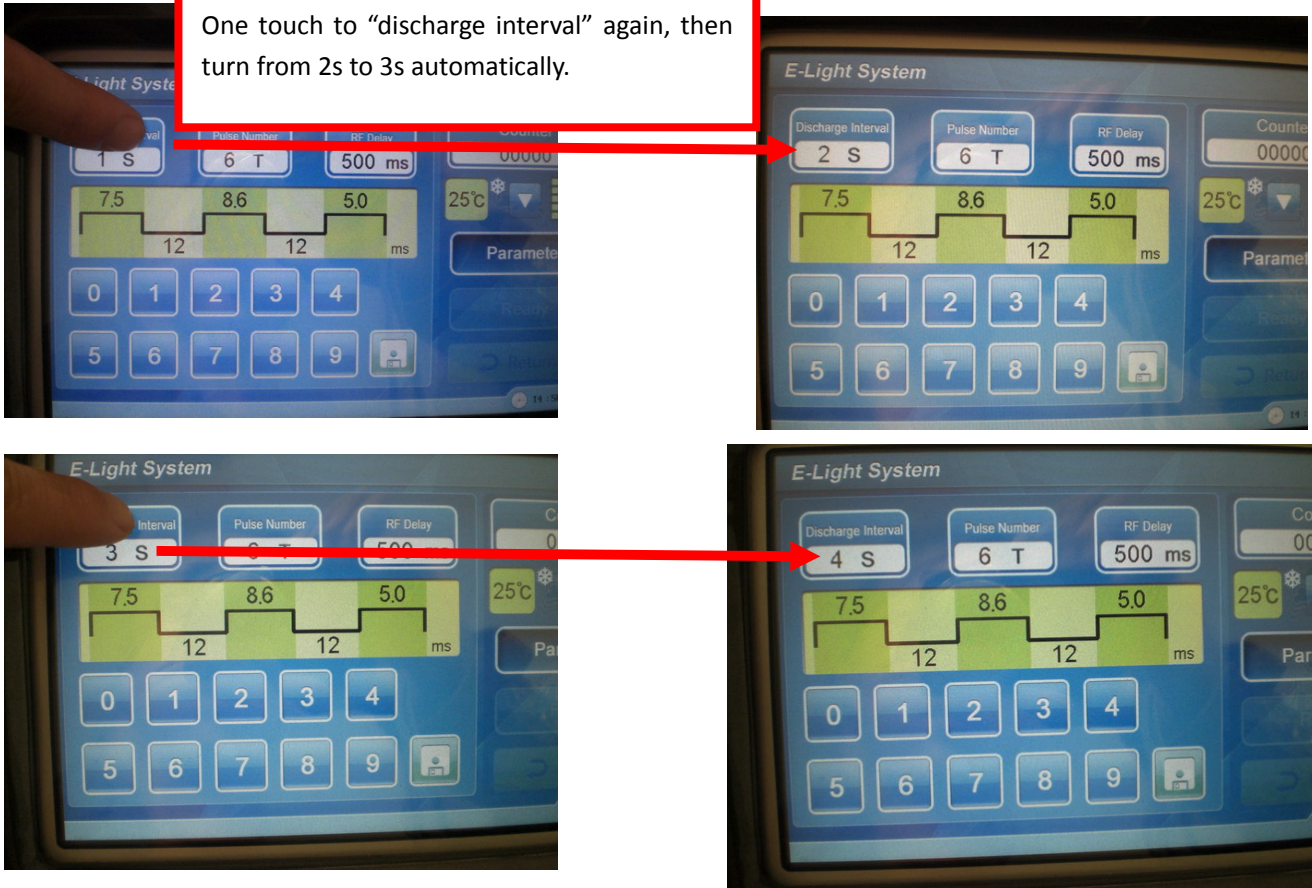 One touch to “discharge interval” again, then
turn from 2s to 3s automatically.
Pulse Number
RF Delay
Counter
1 S
6 T
500 ms
00000
7.5
8.6
5.0
25℃
12
12
ms
0
1
2
3
4
5
6
7
8
9
E-Light System
Discharge Interval
Pulse Number
RF Delay
2 S
6 T
500 ms
00000
7.5
8.6
5.0
25℃
12
12
ms
0
1
2
3
4
5
6
7
8
9
E-Light System
Interval
Pulse Number
RF Delay
3 S
7.5
8.6
5.0
25℃
12
12
ms
0
1
2
3
4
5
6
7
8
9
E-Light System
Discharge Interval
Pulse Number
RF Delay
4 S
6 T
500 ms
7.5
8.6
5.0
25℃
12
12
ms
0
1
2
3
4
5
6
7
8
9